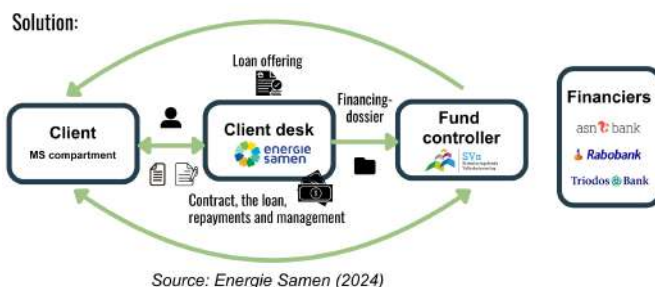 Solution:
Loan offering
Financing-
dossier
Client
MS compartment
Client desk
energie
samen
Fund
controller
SVn
Contract, the loan,
repayments and management
Financiers
asn bank
Rabobank
Triodos Bank
Source: Energie Samen (2024)